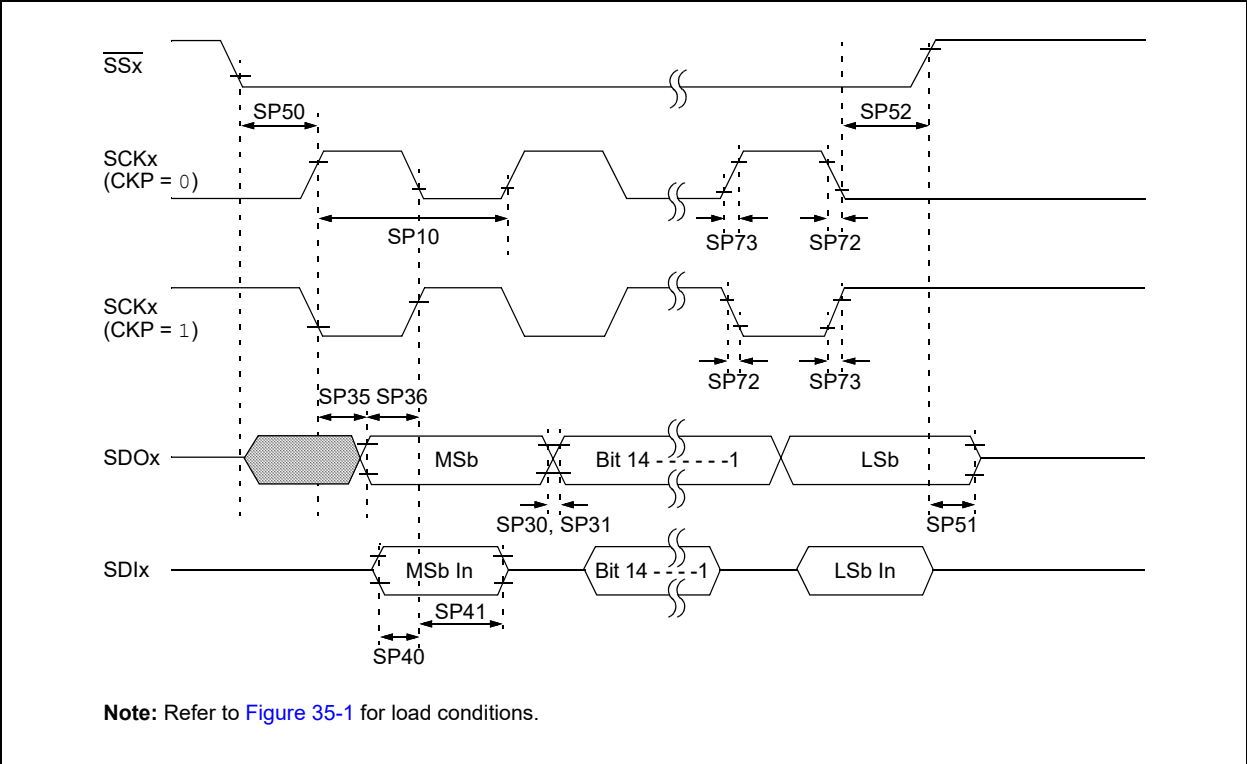 SSx
SP50
SP52
SCKx
(CKP = 0)
SP10
SP73
SP72
SCKx
(CKP = 1)
SP72
SP73
SP35 SP36
SDOx
MSb
Bit 14 - - - - - - -1
LSb
SP30, SP31
SP51
SDIx
MSb In
Bit 14 - - - -1
LSb In
SP41
SP40
Note: Refer to Figure 35-1 for load conditions.